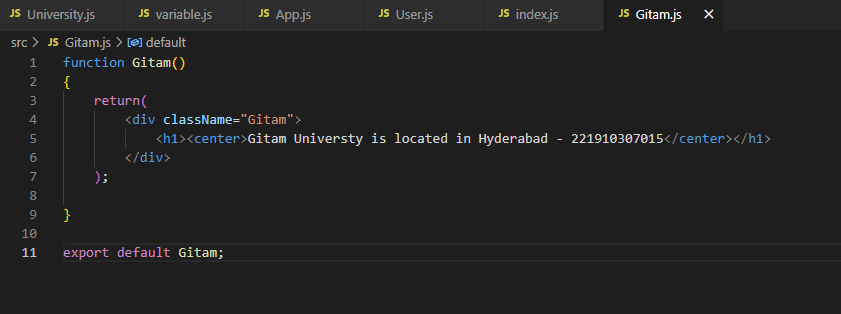 JS University.js JS variable.js JS App.js JS User.js JS index.js JS Gitam.js ×
src > JS Gitam.js > default
1 function Gitam()
2 {
3 return(
4 <div className="Gitam">
5 <h1><center>Gitam Universty is located in Hyderabad - 221910307015</center></h1>
6 </div>
7 );
8
9 }
10
11 export default Gitam;